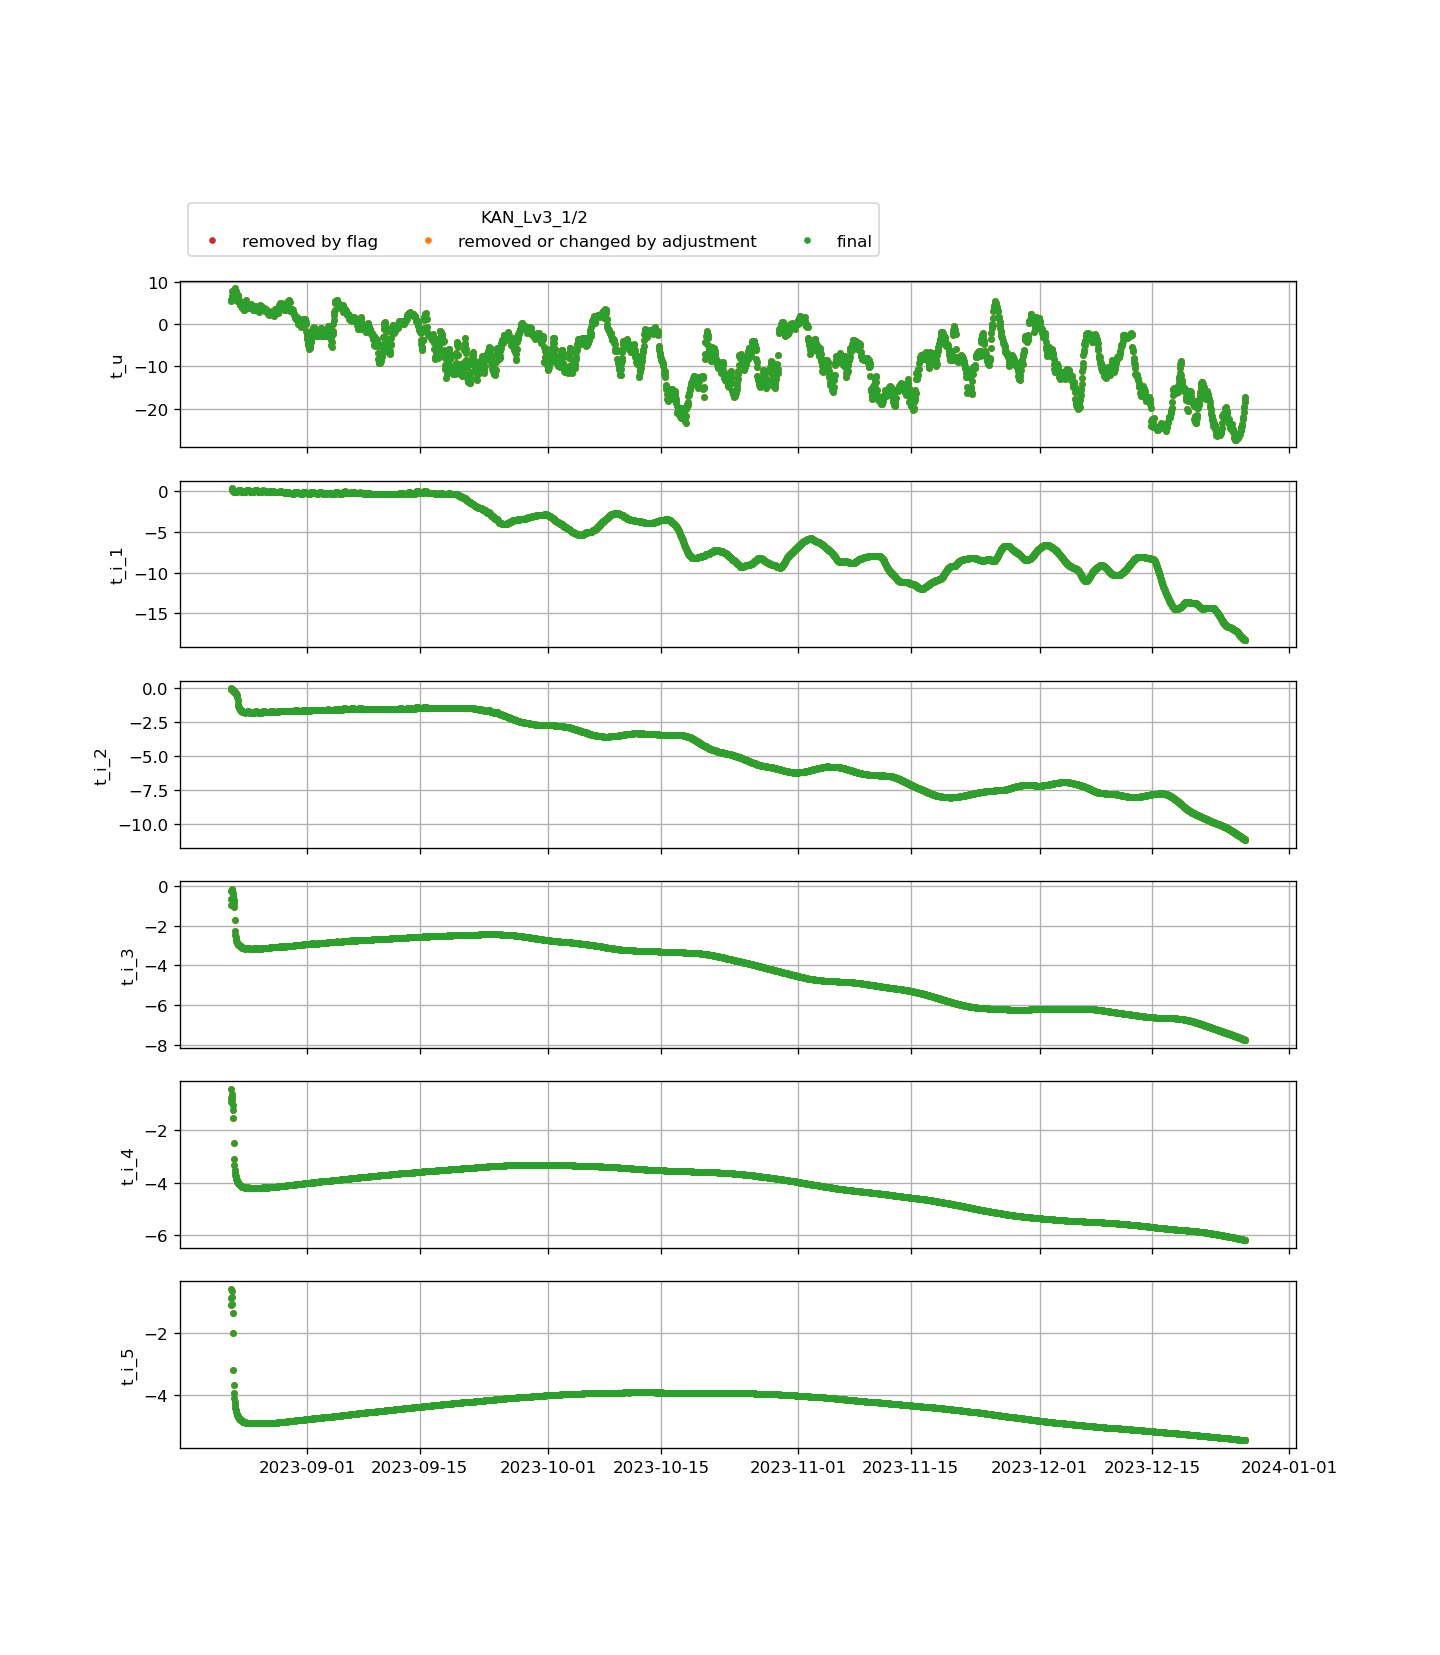 KAN_Lv3_1/2
removed by flag removed or changed by adjustment final
10
0
−10
−20
t_u
0
−5
−10
−15
t_i_1
0.0
−2.5
−5.0
−7.5
−10.0
t_i_2
0
−2
−4
−6
−8
t_i_3
−2
−4
−6
t_i_4
−2
−4
t_i_5
2023-09-01 2023-09-15 2023-10-01 2023-10-15 2023-11-01 2023-11-15 2023-12-01 2023-12-15 2024-01-01